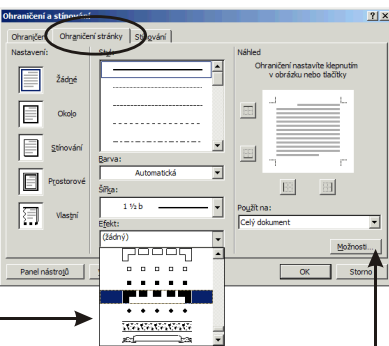 Ohraničení a stínování
Ohraničení
Ohraničení stránky
Stínování
Nastavení:
Žádné
Okolo
Stínování
Prostorové
Vlastní
Styl:
Barva:
Automatická
Šířka:
1 ½ b
Efekt:
(žádný)
Náhled
Ohraničení nastavíte klepnutím
v obrázku nebo tlačítky
Použít na:
Celý dokument
Možnosti...
Panel nástrojů
OK
Storno